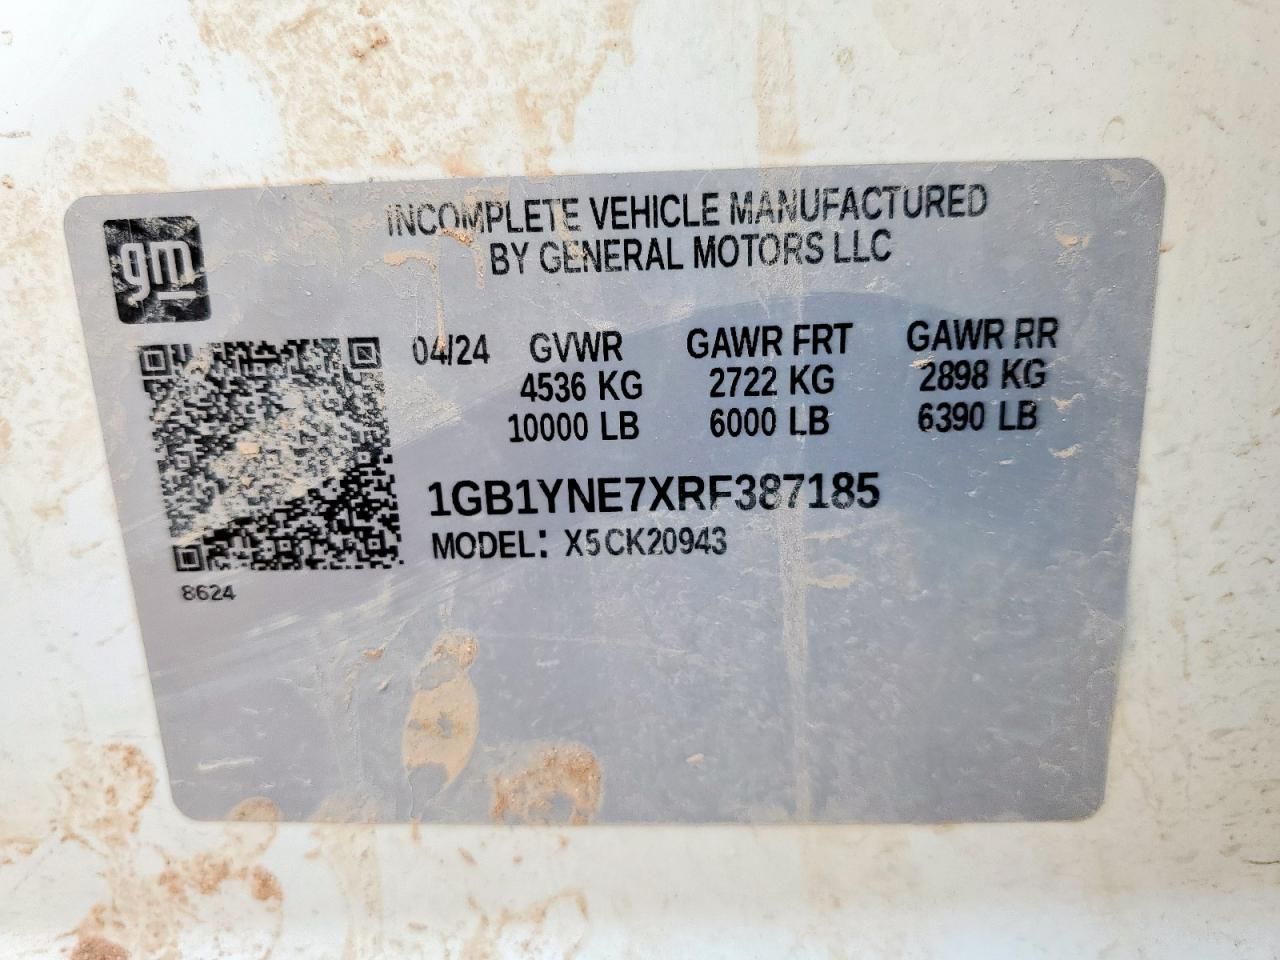 INCOMPLETE VEHICLE MANUFACTURED
BY GENERAL MOTORS LLC
gm
04/24 GVWR GAWR FRT GAWR RR
4536 KG 2722 KG 2898 KG
10000 LB 6000 LB 6390 LB
1GB1YNE7XRF387185
MODEL: X5CK20943
8624